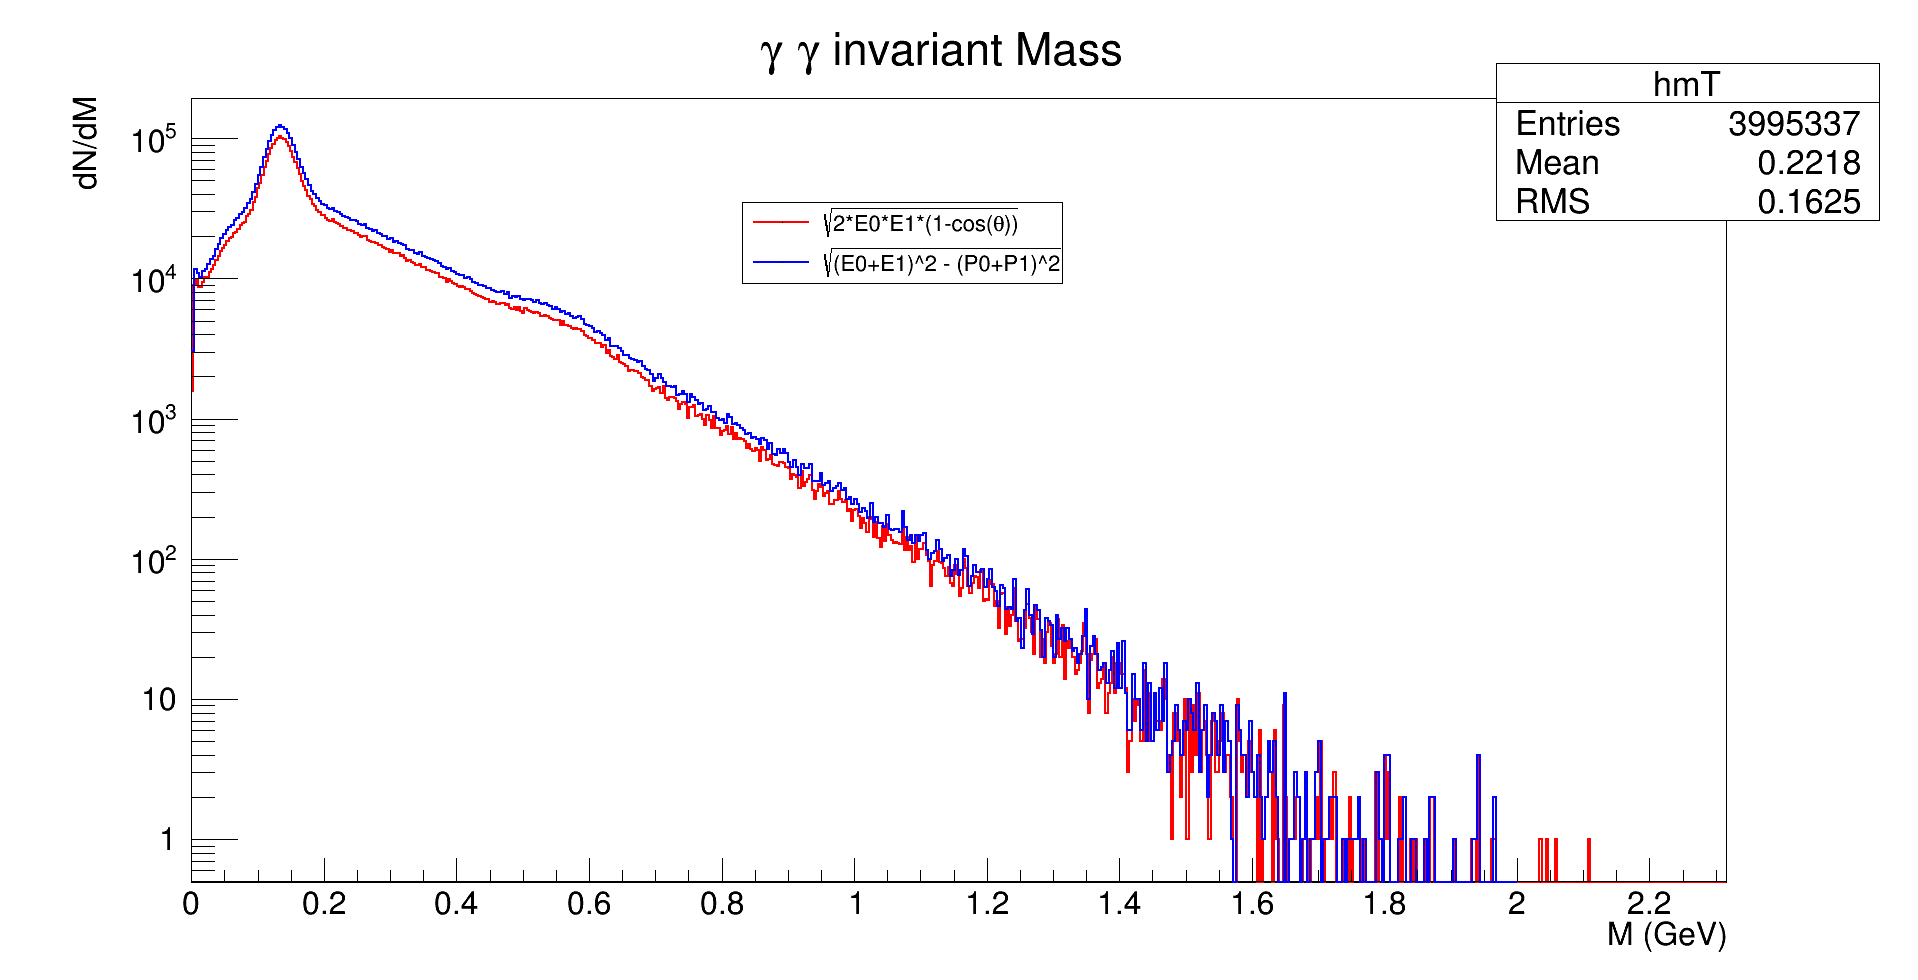 γ γ invariant Mass
hmT
Entries 3995337
Mean 0.2218
RMS 0.1625
dN/dM
10^5
10^4
10^3
10^2
10
1
√2*E0*E1*(1-cos(θ))
√(E0+E1)^2 - (P0+P1)^2
0 0.2 0.4 0.6 0.8 1 1.2 1.4 1.6 1.8 2 2.2
M (GeV)